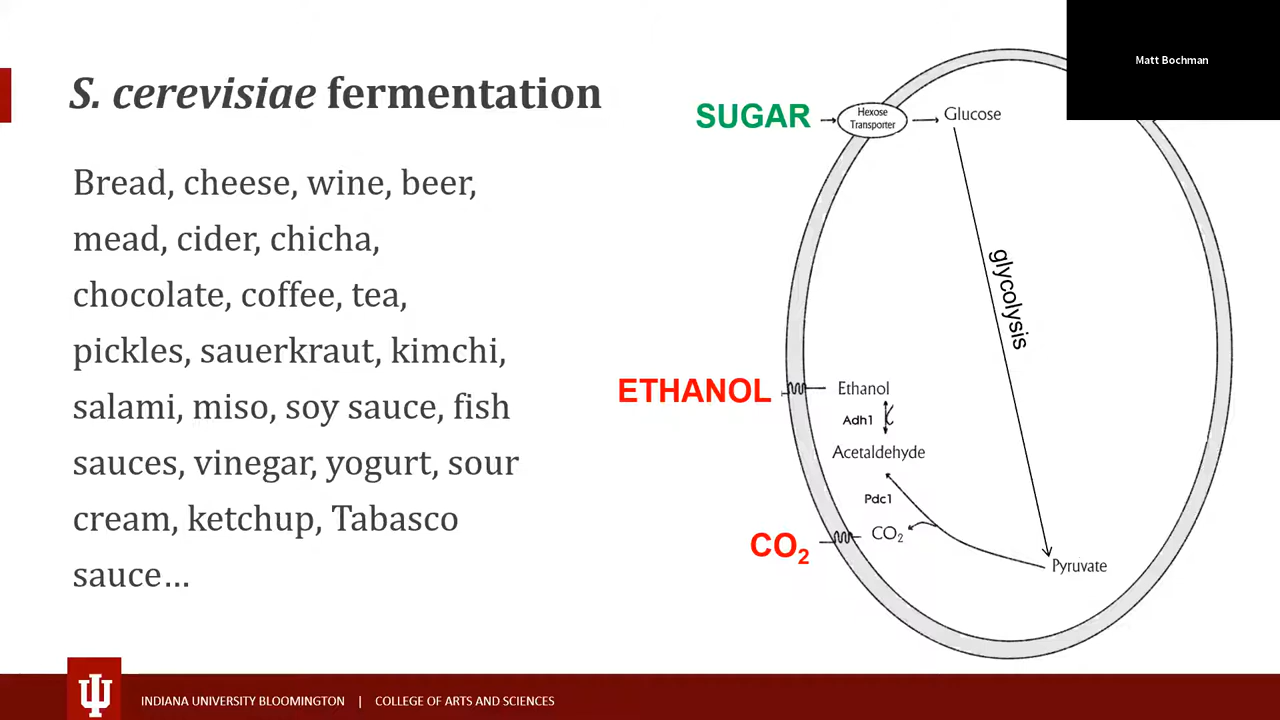 Matt Bochman
S. cerevisiae fermentation
Bread, cheese, wine, beer,
mead, cider, chicha,
chocolate, coffee, tea,
pickles, sauerkraut, kimchi,
salami, miso, soy sauce, fish
sauces, vinegar, yogurt, sour
cream, ketchup, Tabasco
sauce…
SUGAR
Hexose
Transporter
Glucose
glycolysis
ETHANOL
Ethanol
Adh1
Acetaldehyde
Pdc1
CO₂
CO₂
Pyruvate
INDIANA UNIVERSITY BLOOMINGTON | COLLEGE OF ARTS AND SCIENCES